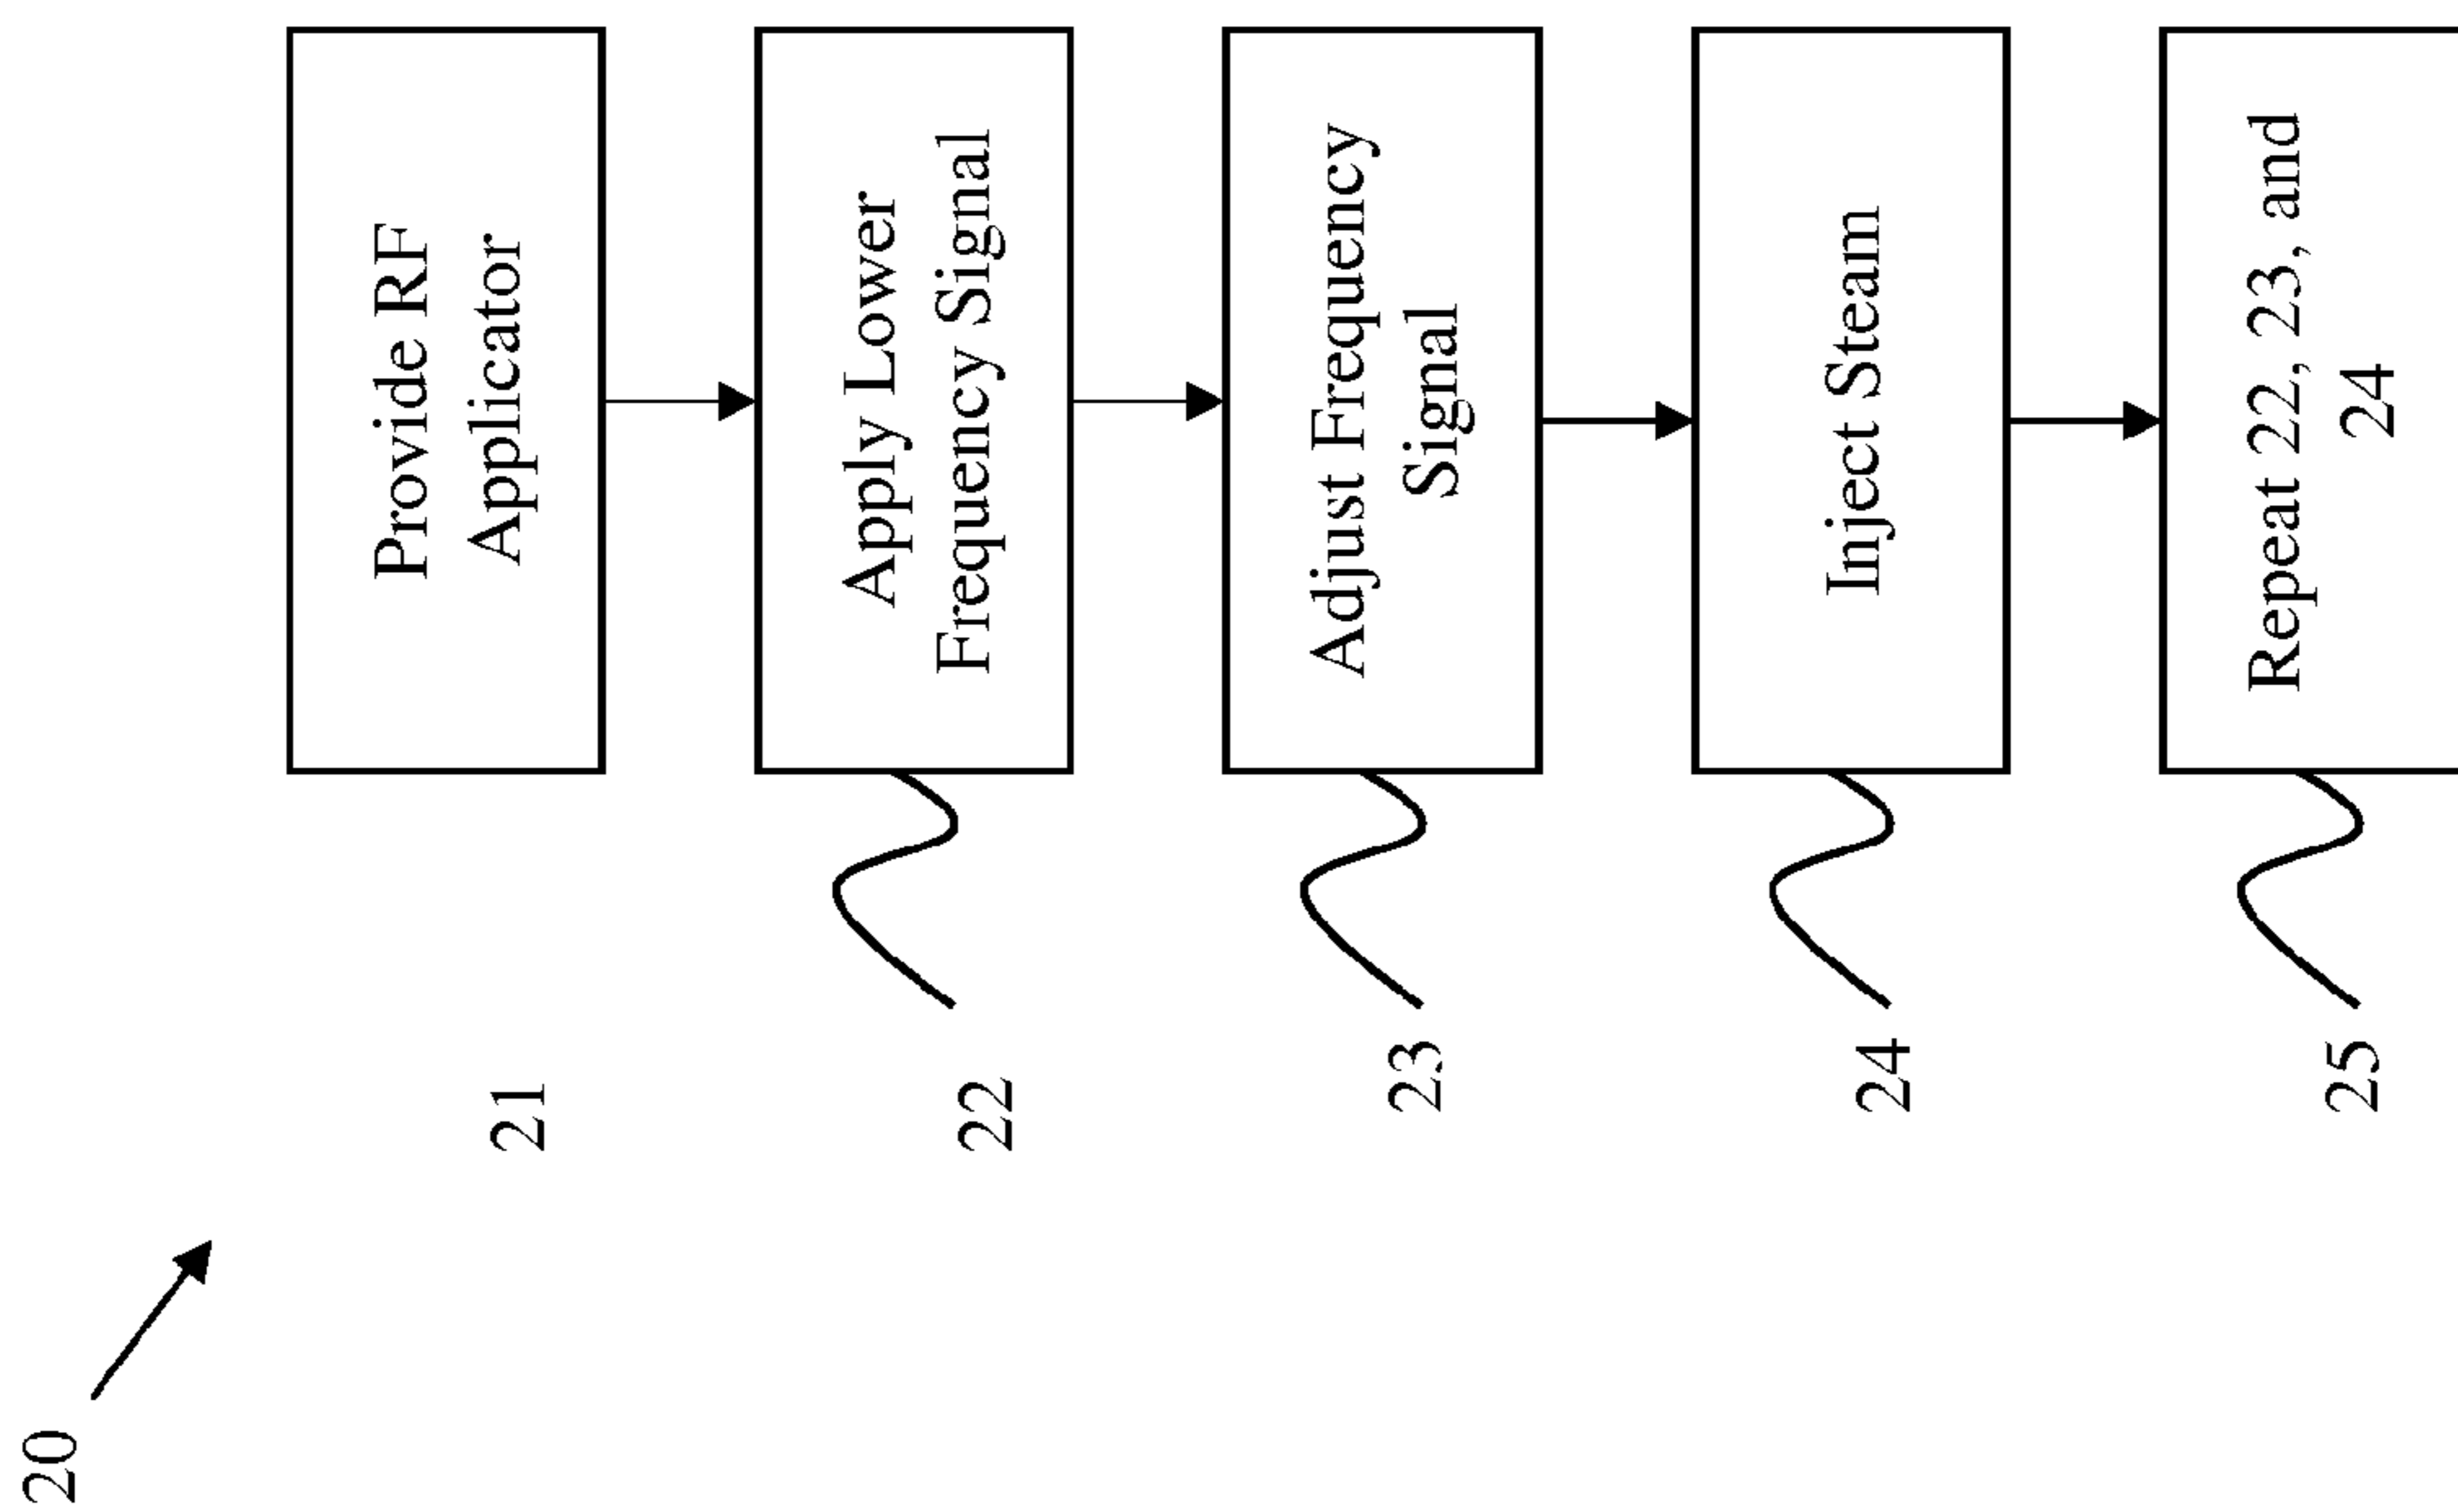 20
21
Provide RF
Applicator
22
Apply Lower
Frequency Signal
23
Adjust Frequency
Signal
24
Inject Steam
25
Repeat 22, 23, and
24